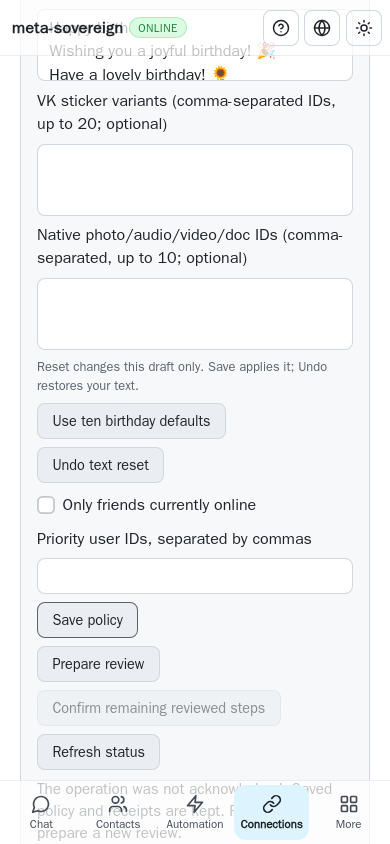 meta-sovereign ONLINE
Wishing you a joyful birthday! 🎉
Have a lovely birthday! 🌻
VK sticker variants (comma-separated IDs,
up to 20; optional)
Native photo/audio/video/doc IDs (comma-
separated, up to 10; optional)
Reset changes this draft only. Save applies it; Undo
restores your text.
Use ten birthday defaults
Undo text reset
Only friends currently online
Priority user IDs, separated by commas
Save policy
Prepare review
Confirm remaining reviewed steps
Refresh status
The operation was not acknowledged. Saved
policy and receipts are kept.
prepare a new review.
Chat
Contacts
Automation
Connections
More